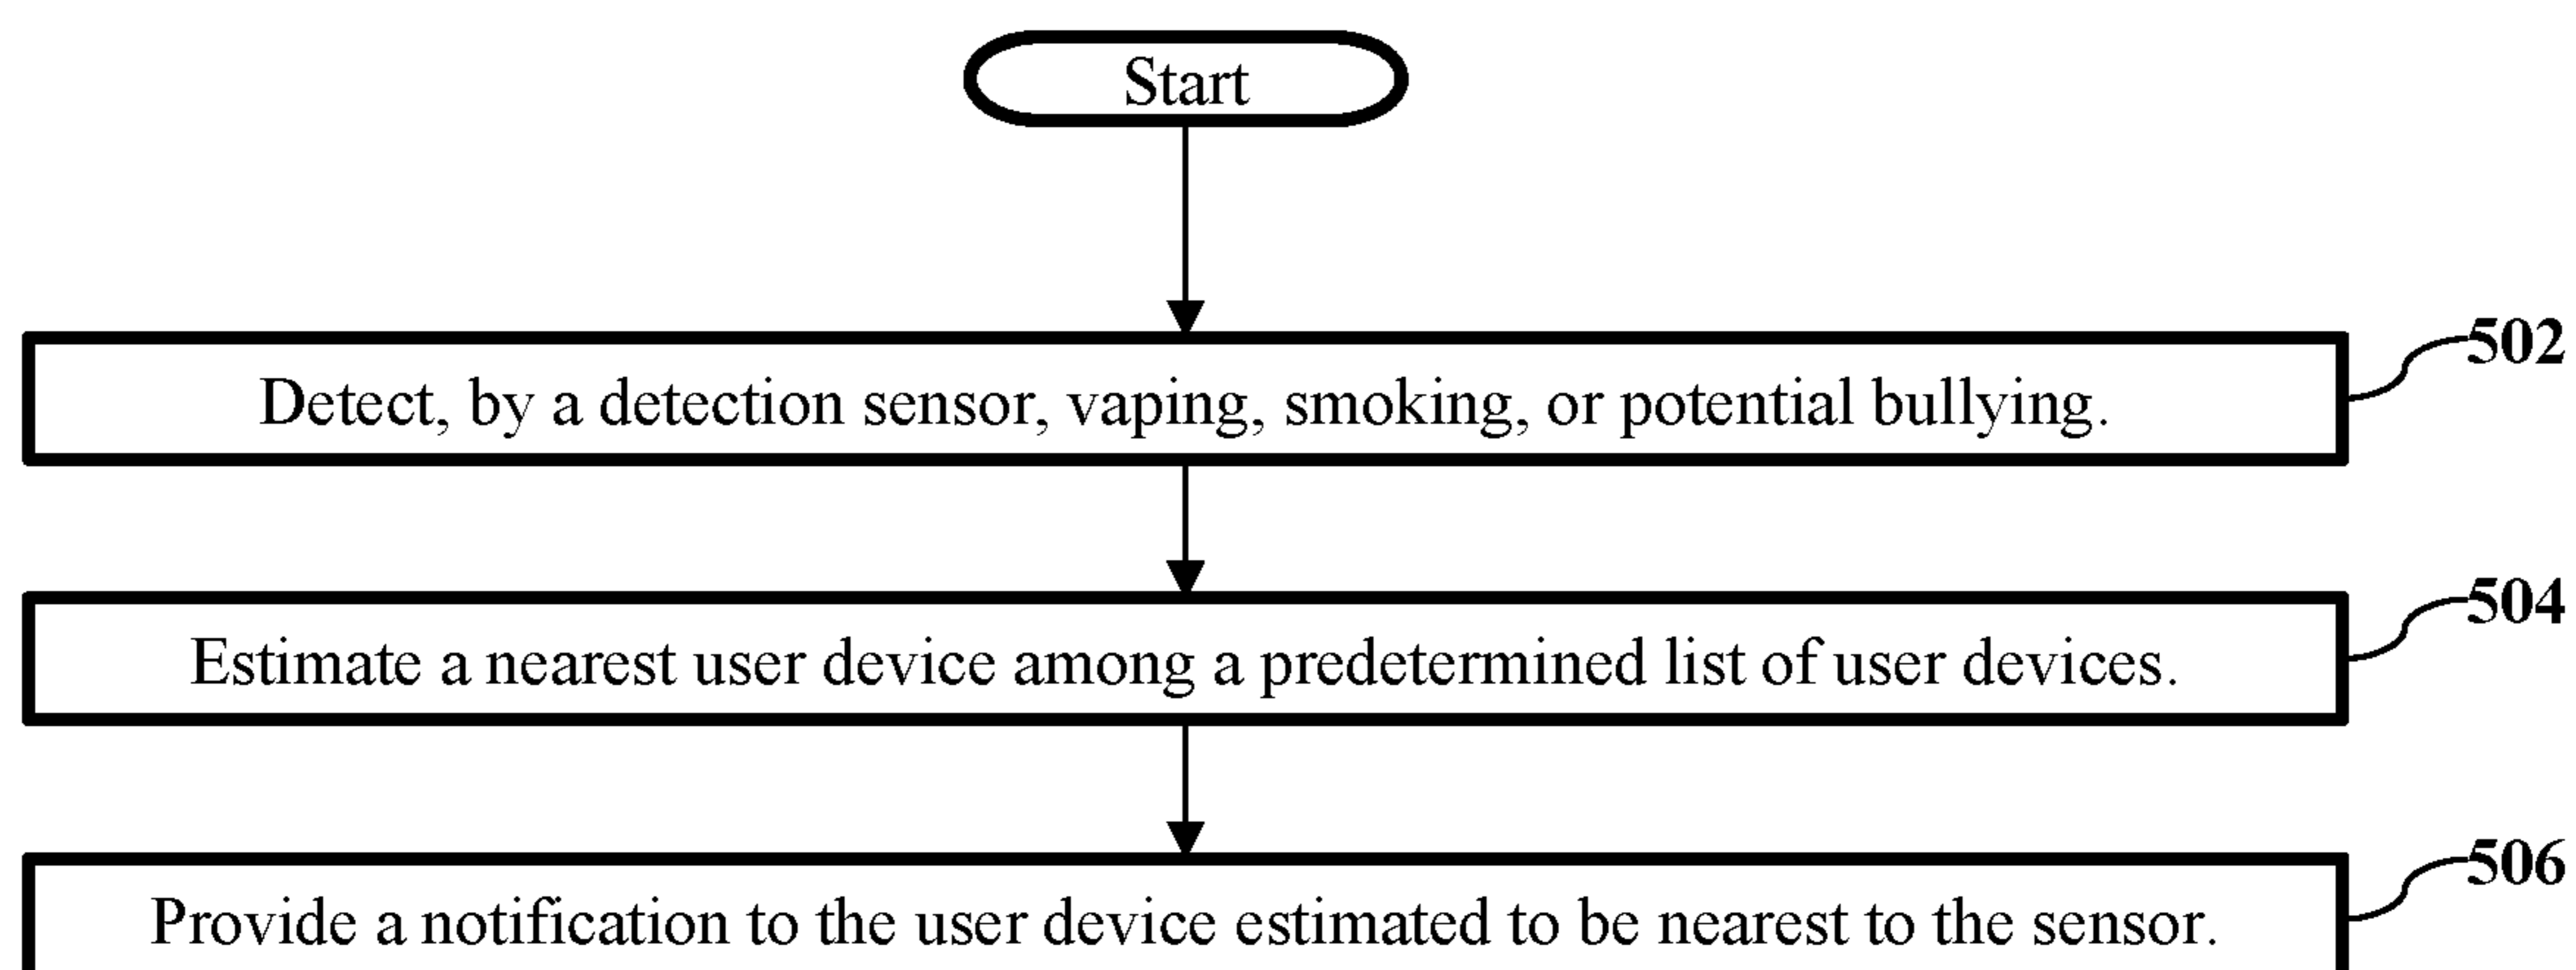 Start
502
Detect, by a detection sensor, vaping, smoking, or potential bullying.
504
Estimate a nearest user device among a predetermined list of user devices.
506
Provide a notification to the user device estimated to be nearest to the sensor.